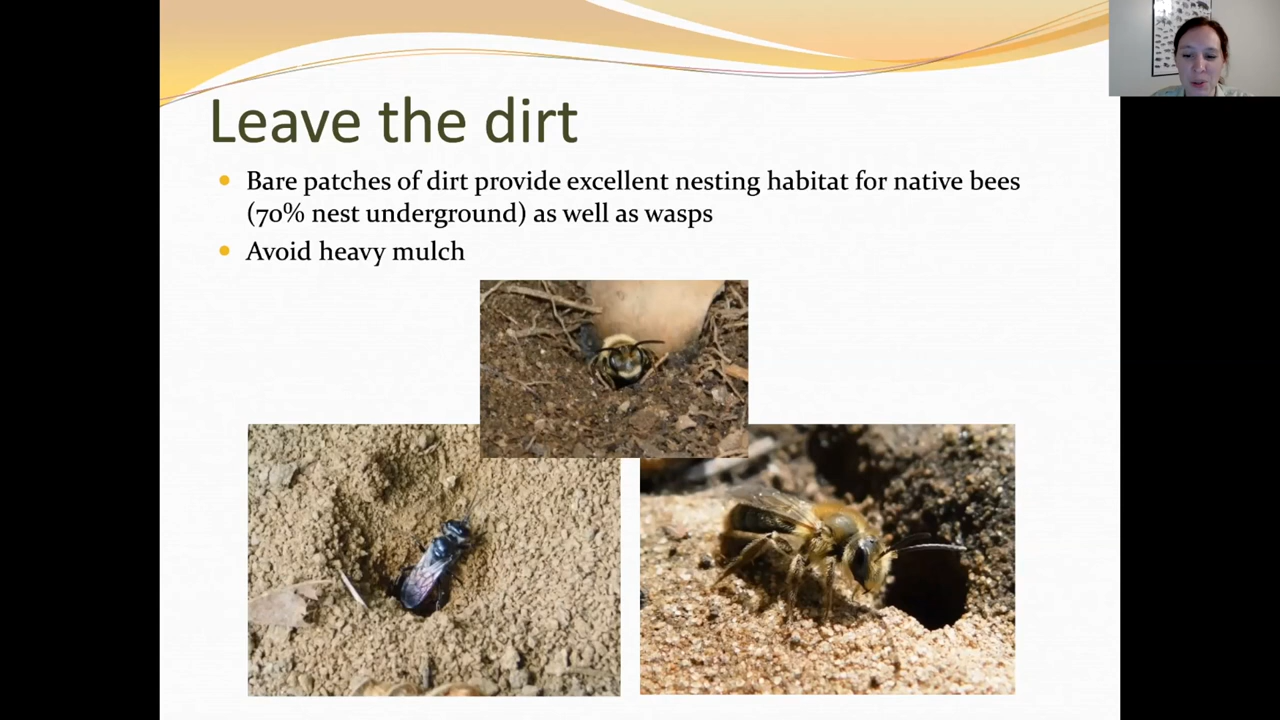 Leave the dirt
Bare patches of dirt provide excellent nesting habitat for native bees
(70% nest underground) as well as wasps
Avoid heavy mulch